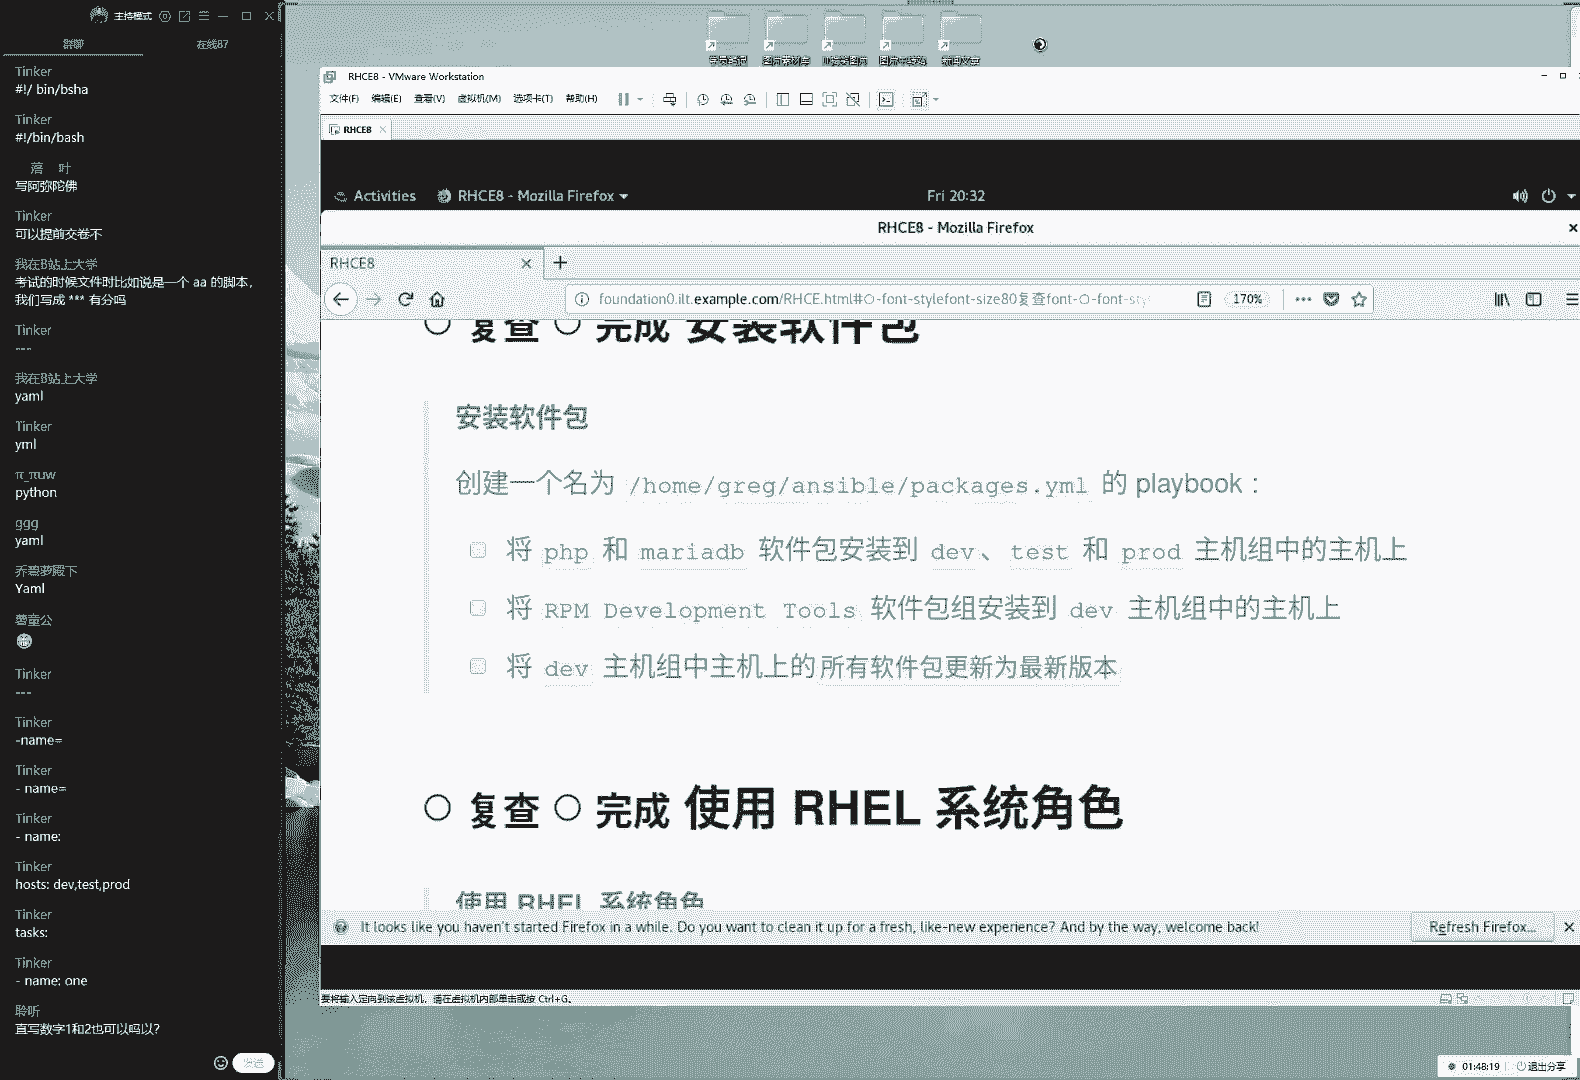 主持模式
群聊 在线87
Tinker
#!/ bin/bsha
Tinker
#!/bin/bash
落 叶
写阿弥陀佛
Tinker
可以提前交卷不
我在B站上大学
考试的时候文件时比如说是一个 aa 的脚本，
我们写成 *** 有分吗
Tinker
---
我在B站上大学
yaml
Tinker
yml
π_πuw
python
ggg
yaml
乔碧萝殿下
Yaml
Tinker
---
Tinker
-name=
Tinker
- name=
Tinker
- name:
Tinker
hosts: dev,test,prod
Tinker
tasks:
Tinker
- name: one
聆听
直写数字1和2也可以吗以?
发送
RHCE8 - VMware Workstation
文件(F) 编辑(E) 查看(V) 虚拟机(M) 选项卡(T) 帮助(H)
RHCE8
Activities RHCE8 - Mozilla Firefox Fri 20:32
RHCE8 - Mozilla Firefox
RHCE8
foundation0.ilt.example.com/RHCE.html#○-font-stylefont-size80复查font-○-font-sty 170%
复查 完成 安装软件包
安装软件包
创建一个名为 /home/greg/ansible/packages.yml 的 playbook：
将 php 和 mariadb 软件包安装到 dev、test 和 prod 主机组中的主机上
将 RPM Development Tools 软件包组安装到 dev 主机组中的主机上
将 dev 主机组中主机上的 所有软件包更新为最新版本
复查 完成 使用 RHEL 系统角色
使用 RHEL 系统角色
It looks like you haven't started Firefox in a while. Do you want to clean it up for a fresh, like-new experience? And by the way, welcome back! Refresh Firefox...
要将输入定向到该虚拟机，请在虚拟机内部单击或按 Ctrl+G。
01:48:19 退出分享